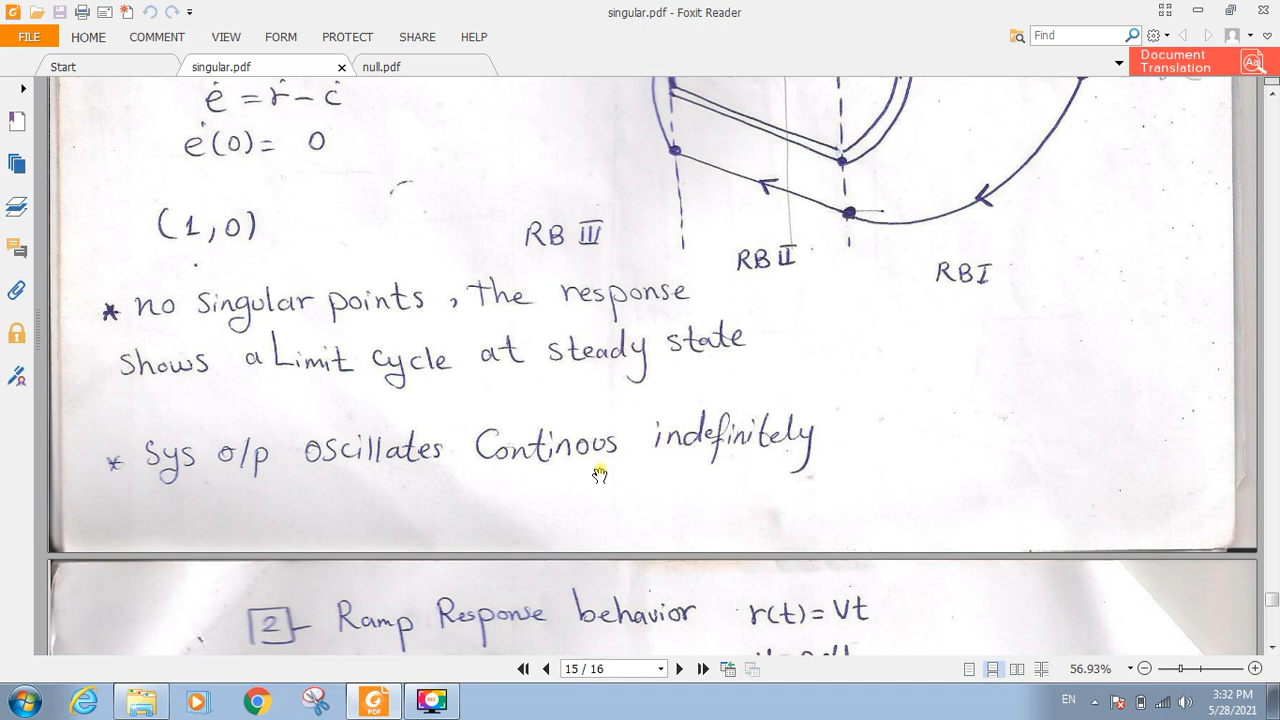 singular.pdf - Foxit Reader
FILE HOME COMMENT VIEW FORM PROTECT SHARE HELP Find
Start singular.pdf null.pdf Document Translation
ė = ṙ - ċ
ė(0) = 0
(1,0)
RB III
RB II
RB I
* no singular points, The response
shows a Limit cycle at steady state
* Sys o/p oscillates Continous indefinitely
2 - Ramp Response behavior r(t) = Vt
15 / 16 56.93%
EN 3:32 PM
5/28/2021